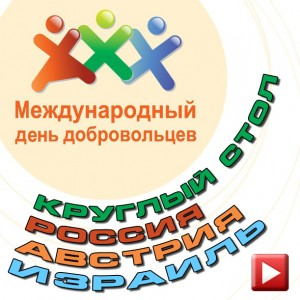 Международный
день добровольцев
КРУГЛЫЙ СТОЛ
РОССИЯ
АВСТРИЯ
ИЗРАИЛЬ